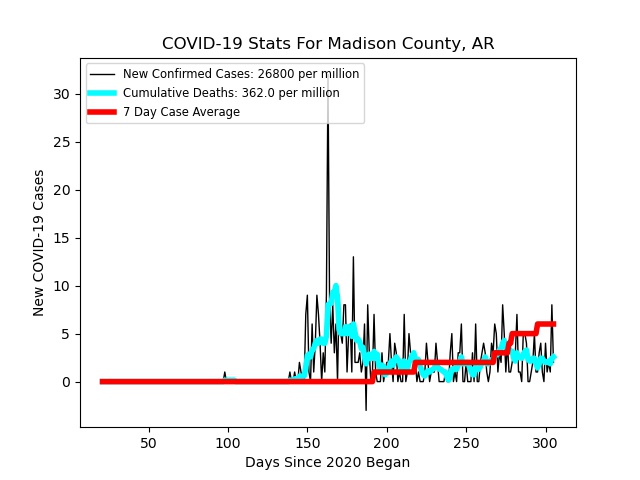 COVID-19 Stats For Madison County, AR
New Confirmed Cases: 26800 per million
Cumulative Deaths: 362.0 per million
7 Day Case Average
30
25
20
15
10
5
0
New COVID-19 Cases
50 100 150 200 250 300
Days Since 2020 Began